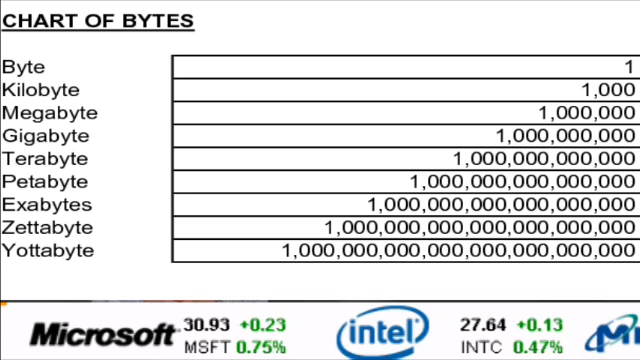 CHART OF BYTES
Byte 1
Kilobyte 1,000
Megabyte 1,000,000
Gigabyte 1,000,000,000
Terabyte 1,000,000,000,000
Petabyte 1,000,000,000,000,000
Exabytes 1,000,000,000,000,000,000
Zettabyte 1,000,000,000,000,000,000,000
Yottabyte 1,000,000,000,000,000,000,000,000
Microsoft 30.93 +0.23 intel 27.64 +0.13
MSFT 0.75% INTC 0.47%